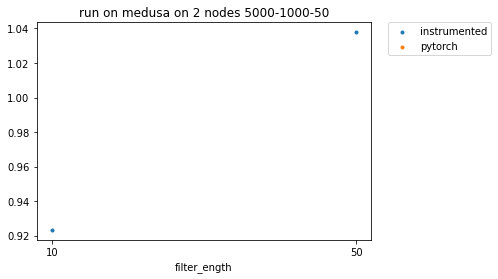 run on medusa on 2 nodes 5000-1000-50
instrumented
pytorch
1.04
1.02
1.00
0.98
0.96
0.94
0.92
10
50
filter_ength